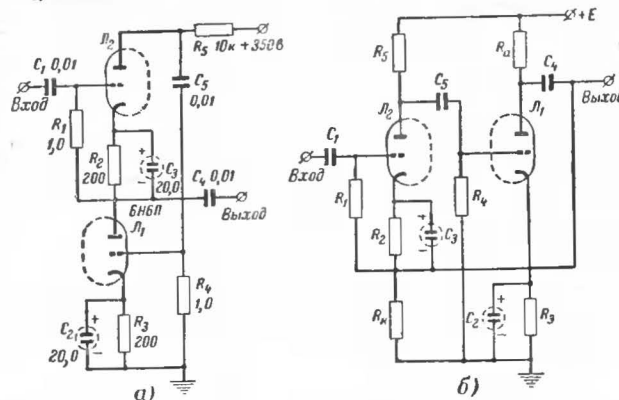 Л₂
R₅ 10к +350в
C₁ 0,01
Вход
C₅
0,01
R₁
1,0
R₂
200
C₃
20,0
C₄ 0,01
Выход
6Н6П
Л₁
R₄
1,0
C₂
20,0
R₃
200
а)
+E
R₅
Rа
C₄
C₅
Л₁
Выход
Л₂
C₁
Вход
R₁
R₄
R₂
C₃
Rк
C₂
R₃
б)